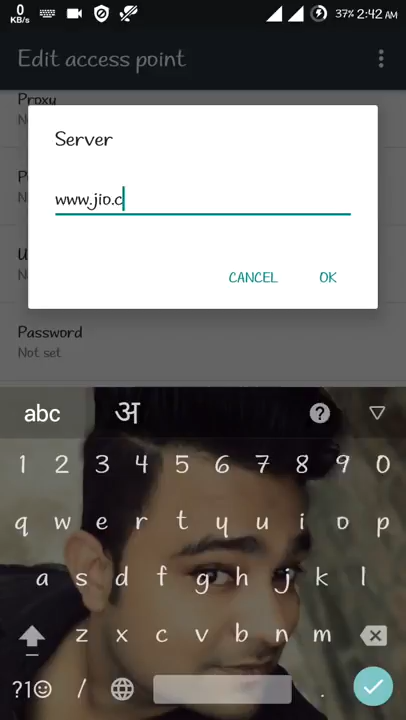 0
KB/s
37% 2:42 AM
Edit access point
Proxy
Server
www.jio.c
CANCEL OK
Password
Not set
abc अ ?
1 2 3 4 5 6 7 8 9 0
q w e r t y u i o p
a s d f g h j k l
z x c v b n m
?1☺ / .